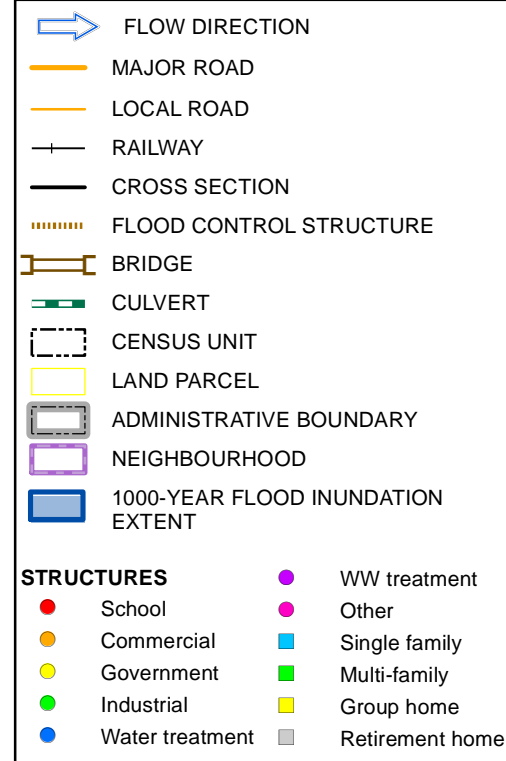 FLOW DIRECTION
MAJOR ROAD
LOCAL ROAD
RAILWAY
CROSS SECTION
FLOOD CONTROL STRUCTURE
BRIDGE
CULVERT
CENSUS UNIT
LAND PARCEL
ADMINISTRATIVE BOUNDARY
NEIGHBOURHOOD
1000-YEAR FLOOD INUNDATION
EXTENT
STRUCTURES
School
Commercial
Government
Industrial
Water treatment
WW treatment
Other
Single family
Multi-family
Group home
Retirement home